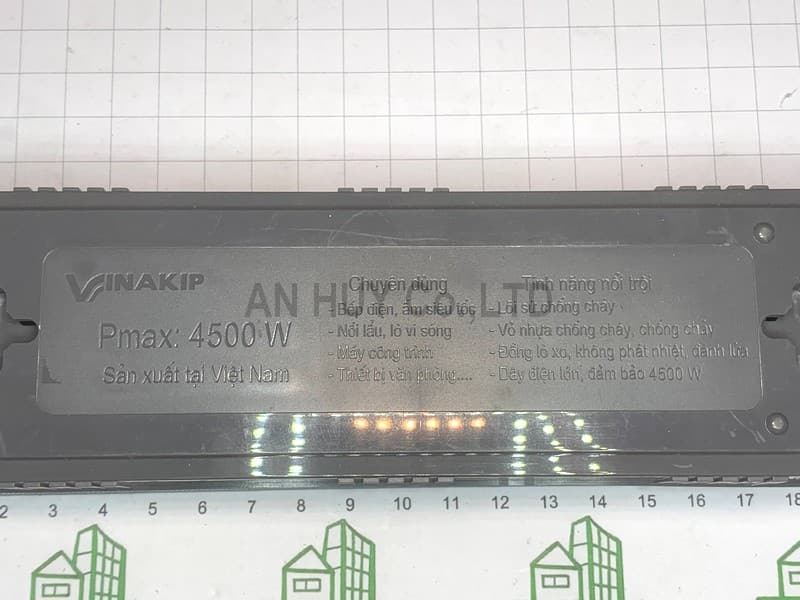 VINAKIP
Pmax: 4500 W
Sản xuất tại Việt Nam
AN HUY Co.,LTD
Chuyên dùng
- Bếp điện, ấm siêu tốc
- Nồi lẩu, lò vi sóng
- Máy công trình
- Thiết bị văn phòng....
Tính năng nổi trội
- Lõi sứ chống cháy
- Vỏ nhựa chống cháy, chống cháy
- Đồng lò xo, không phát nhiệt, đánh lửa
- Dây điện lớn, đảm bảo 4500 W
2 3 4 5 6 7 8 9 10 11 12 13 14 15 16 17 18